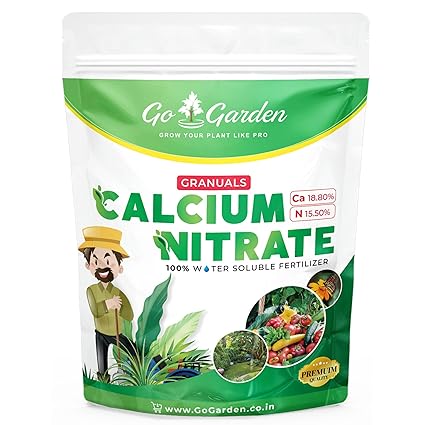 Go Garden
GROW YOUR PLANT LIKE PRO
GRANUALS
CALCIUM
Ca 18.80%
N 15.50%
NITRATE
100% WATER SOLUBLE FERTILIZER
PREMUIM
QUALITY
www.GoGarden.co.in